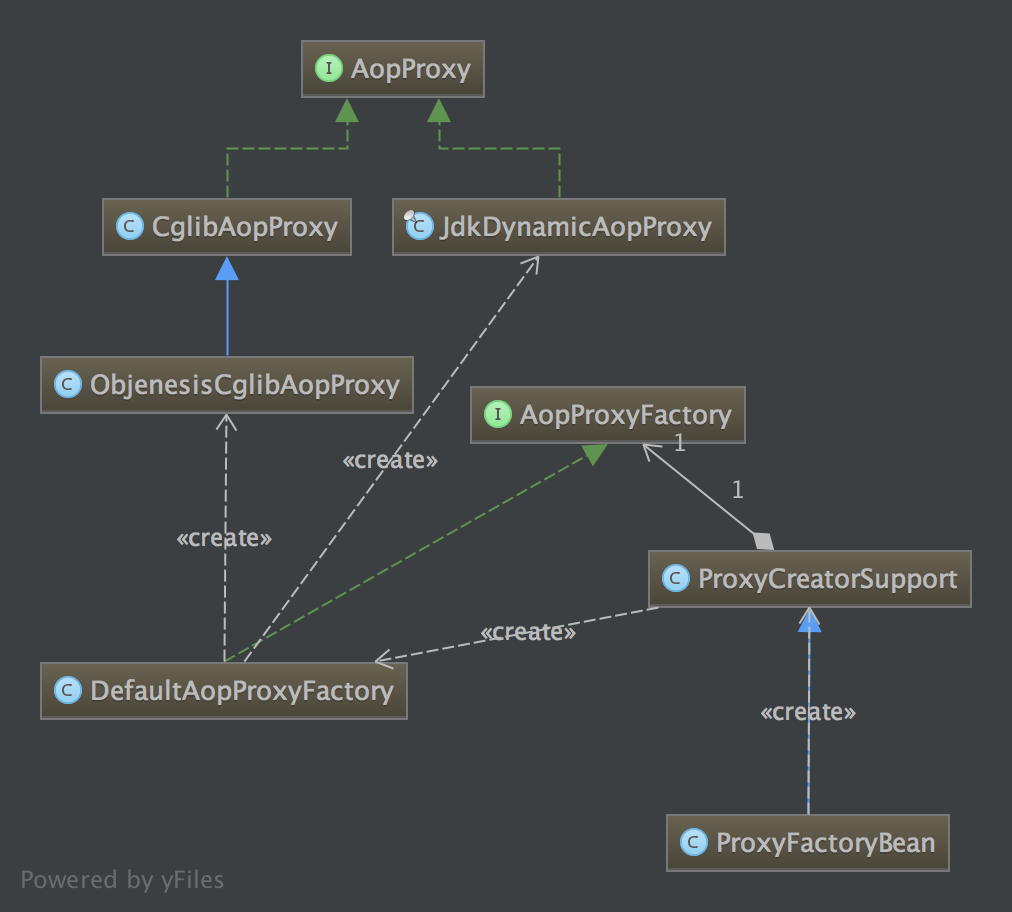 I AopProxy
C CglibAopProxy
C JdkDynamicAopProxy
C ObjenesisCglibAopProxy
I AopProxyFactory
1
«create»
1
«create»
C ProxyCreatorSupport
«create»
C DefaultAopProxyFactory
«create»
C ProxyFactoryBean
Powered by yFiles